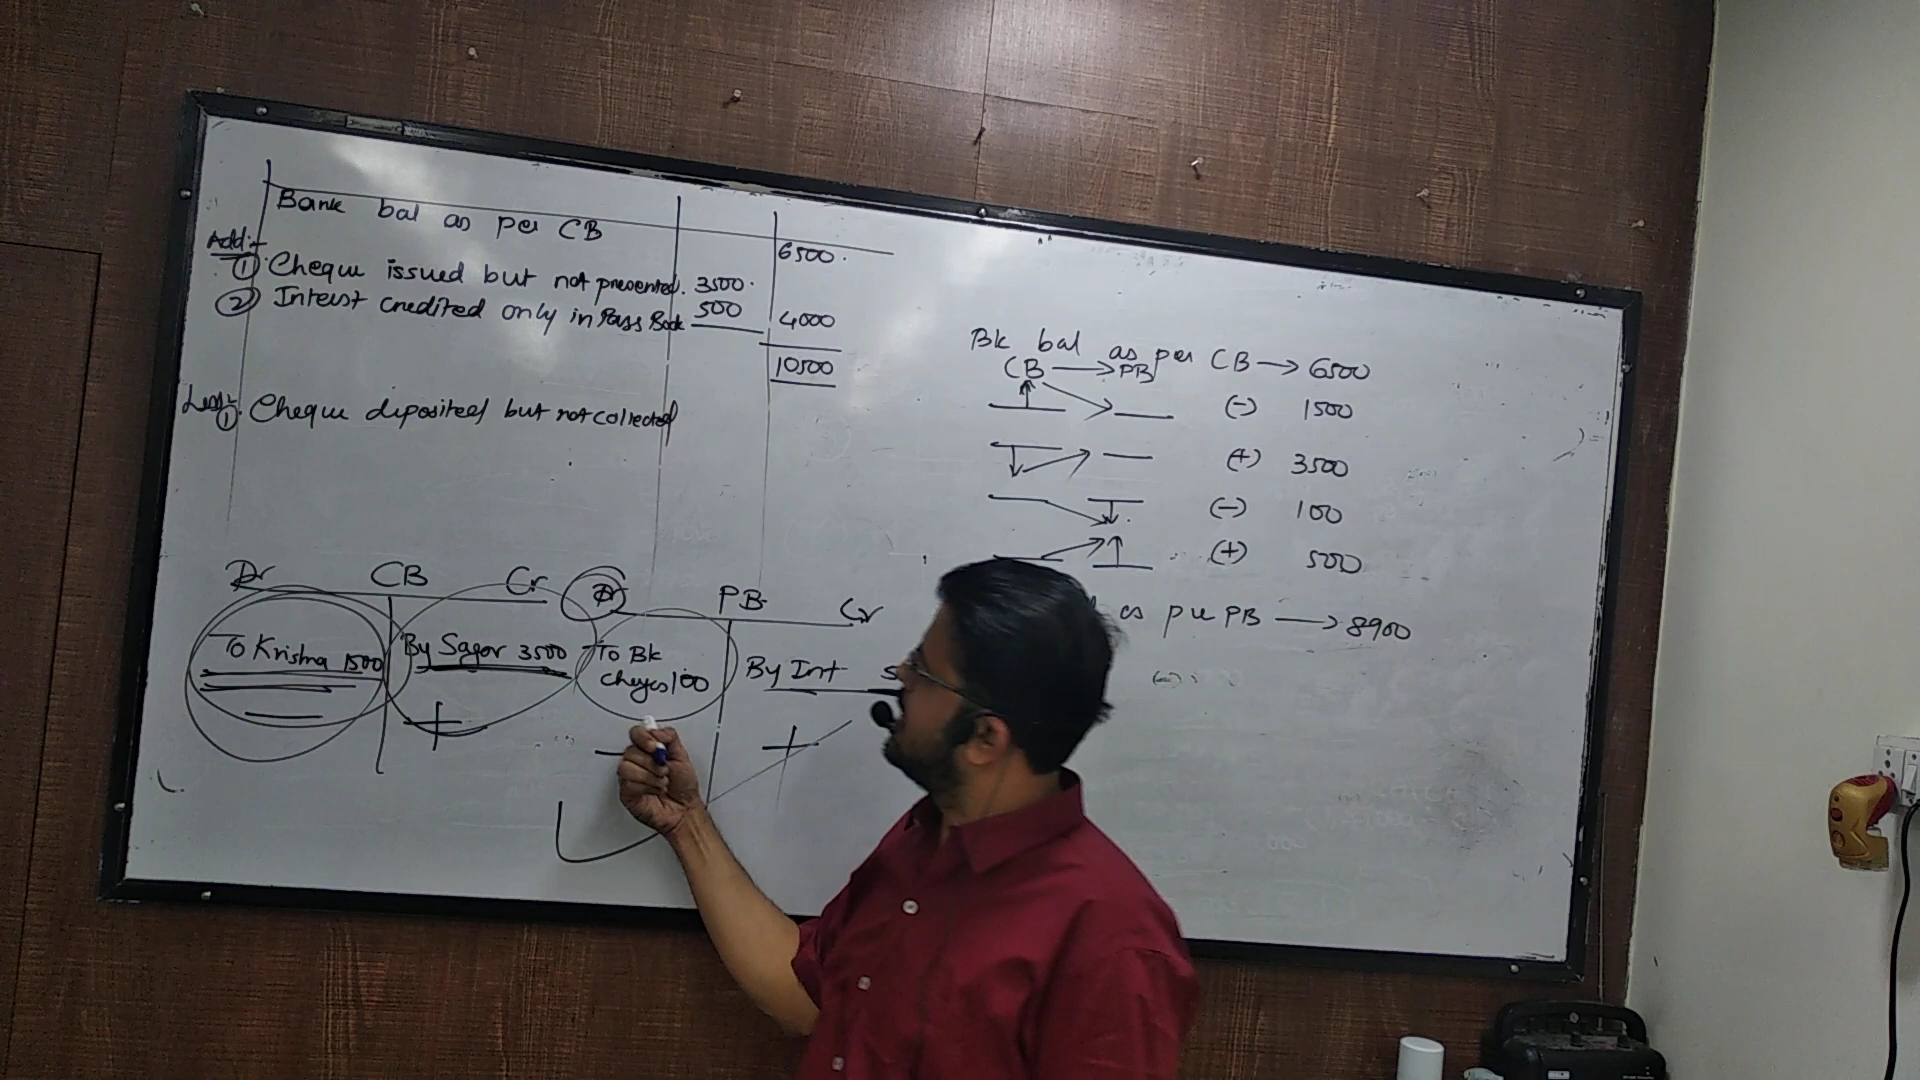 Bank bal as per CB 6500.
Add:-
① Cheque issued but not presented. 3500.
② Interest credited only in Pass Book 500 4000
10500
Less:-
① Cheque deposited but not collected
Dr CB Cr
To Krishna 1500 By Sagar 3500
+
Dr PB Cr
To Bk
charges 100 By Int
— +
Bk bal as per CB → 6500
CB → PB
(-) 1500
(+) 3500
(-) 100
(+) 500
as per PB → 8900